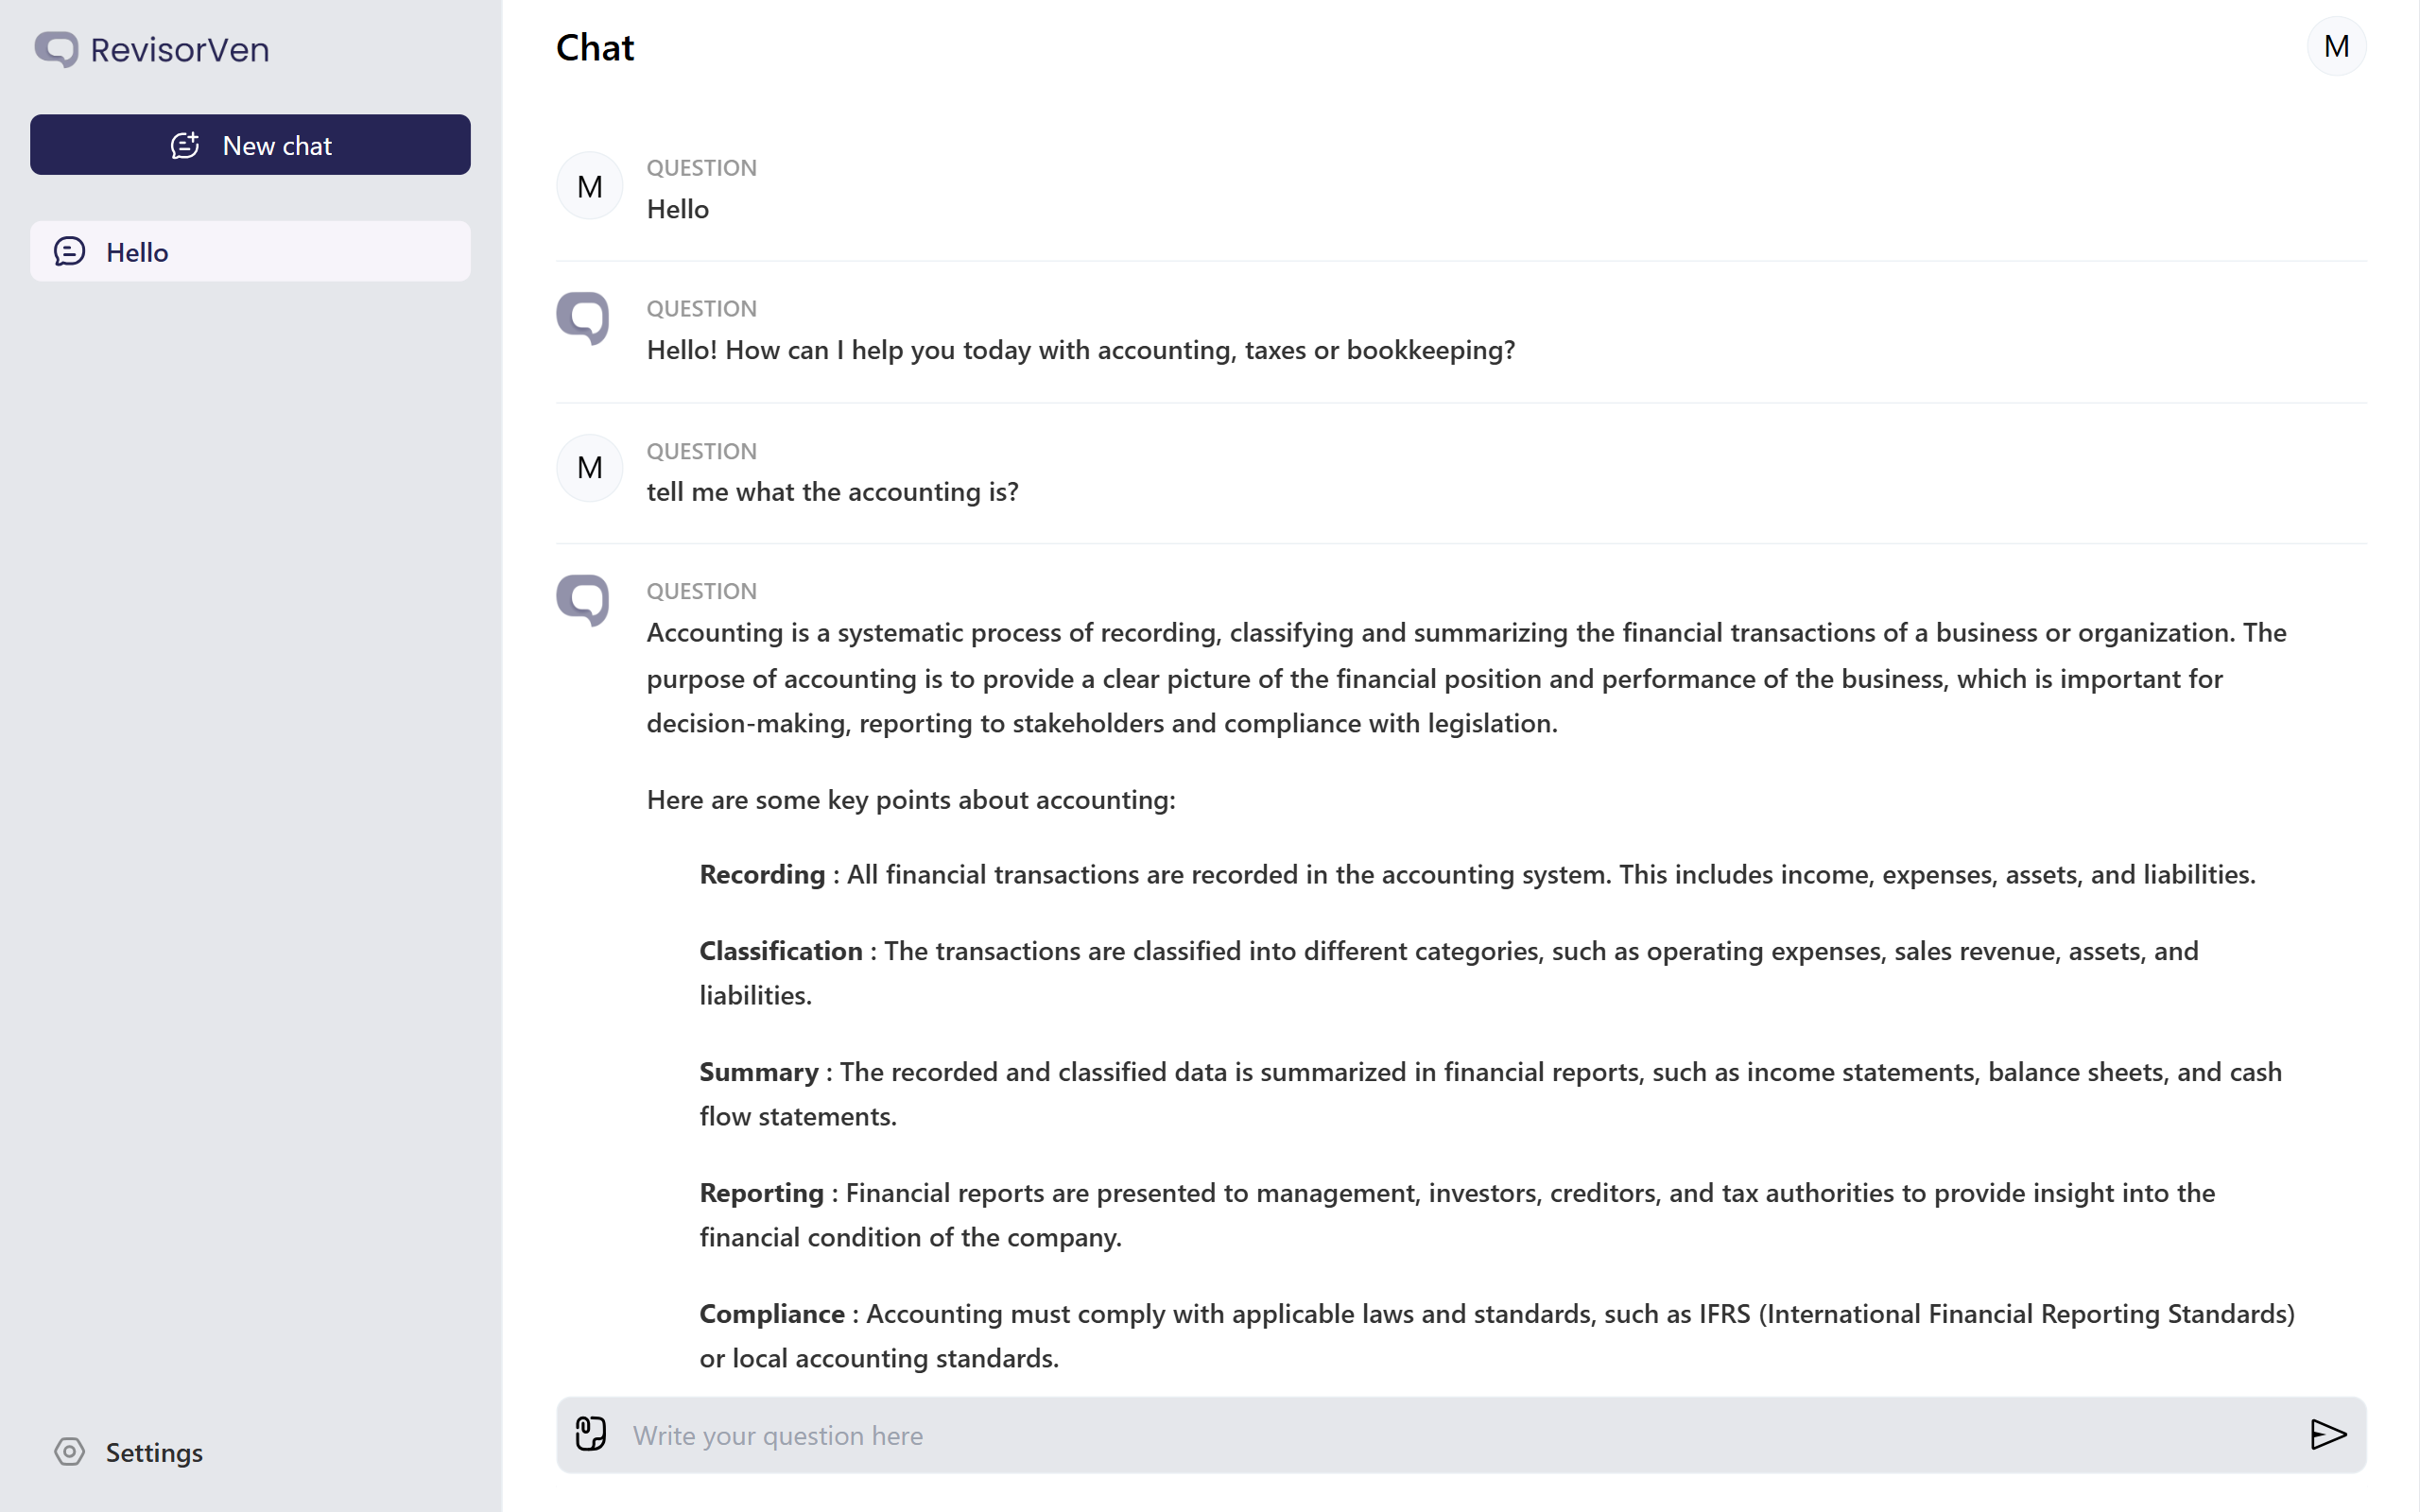 RevisorVen
New chat
Hello
Settings
Chat
M
M
QUESTION
Hello
QUESTION
Hello! How can I help you today with accounting, taxes or bookkeeping?
M
QUESTION
tell me what the accounting is?
QUESTION
Accounting is a systematic process of recording, classifying and summarizing the financial transactions of a business or organization. The
purpose of accounting is to provide a clear picture of the financial position and performance of the business, which is important for
decision-making, reporting to stakeholders and compliance with legislation.
Here are some key points about accounting:
Recording : All financial transactions are recorded in the accounting system. This includes income, expenses, assets, and liabilities.
Classification : The transactions are classified into different categories, such as operating expenses, sales revenue, assets, and
liabilities.
Summary : The recorded and classified data is summarized in financial reports, such as income statements, balance sheets, and cash
flow statements.
Reporting : Financial reports are presented to management, investors, creditors, and tax authorities to provide insight into the
financial condition of the company.
Compliance : Accounting must comply with applicable laws and standards, such as IFRS (International Financial Reporting Standards)
or local accounting standards.
Write your question here